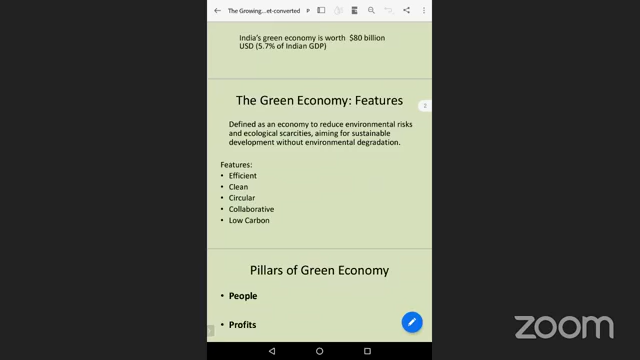 The Growing...et-converted P
India's green economy is worth $80 billion
USD (5.7% of Indian GDP)
The Green Economy: Features
2
Defined as an economy to reduce environmental risks
and ecological scarcities, aiming for sustainable
development without environmental degradation.
Features:
• Efficient
• Clean
• Circular
• Collaborative
• Low Carbon
Pillars of Green Economy
• People
• Profits
zoom